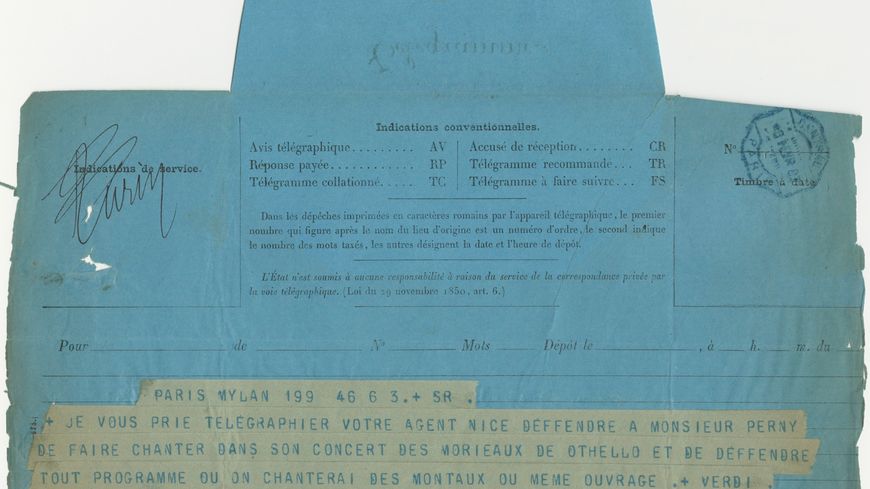 Indications conventionnelles.
Indications de service.
Avis télégraphique......... AV
Réponse payée......... RP
Télégramme collationné...... TC
Accusé de réception........ CR
Télégramme recommandé... TR
Télégramme à faire suivre... FS
N°
Timbre à date
Dans les dépêches imprimées en caractères romains par l'appareil télégraphique, le premier
nombre qui figure après le nom du lieu d'origine est un numéro d'ordre, le second indique
le nombre des mots taxés, les autres désignent la date et l'heure de dépôt.
L'État n'est soumis à aucune responsabilité à raison du service de la correspondance privée par
la voie télégraphique. (Loi du 29 novembre 1850, art. 6.)
Pour de N° Mots Dépôt le , à h. m. du
PARIS MYLAN 199 46 6 3.+ SR .
+ JE VOUS PRIE TELÉGRAPHIER VOTRE AGENT NICE DEFFENDRE A MONSIEUR PERNY
DE FAIRE CHANTER DANS SON CONCERT DES MORIEAUX DE OTHELLO ET DE DEFFENDRE
TOUT PROGRAMME OU ON CHANTERAI DES MONTAUX OU MEME OUVRAGE .+ VERDI .